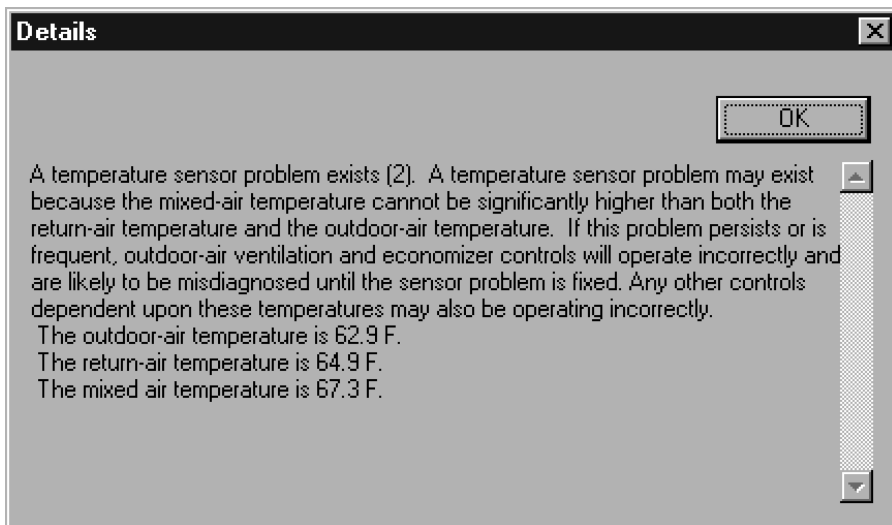 Details
OK
A temperature sensor problem exists (2).  A temperature sensor problem may exist
because the mixed-air temperature cannot be significantly higher than both the
return-air temperature and the outdoor-air temperature.  If this problem persists or is
frequent, outdoor-air ventilation and economizer controls will operate incorrectly and
are likely to be misdiagnosed until the sensor problem is fixed. Any other controls
dependent upon these temperatures may also be operating incorrectly.
The outdoor-air temperature is 62.9 F.
The return-air temperature is 64.9 F.
The mixed air temperature is 67.3 F.